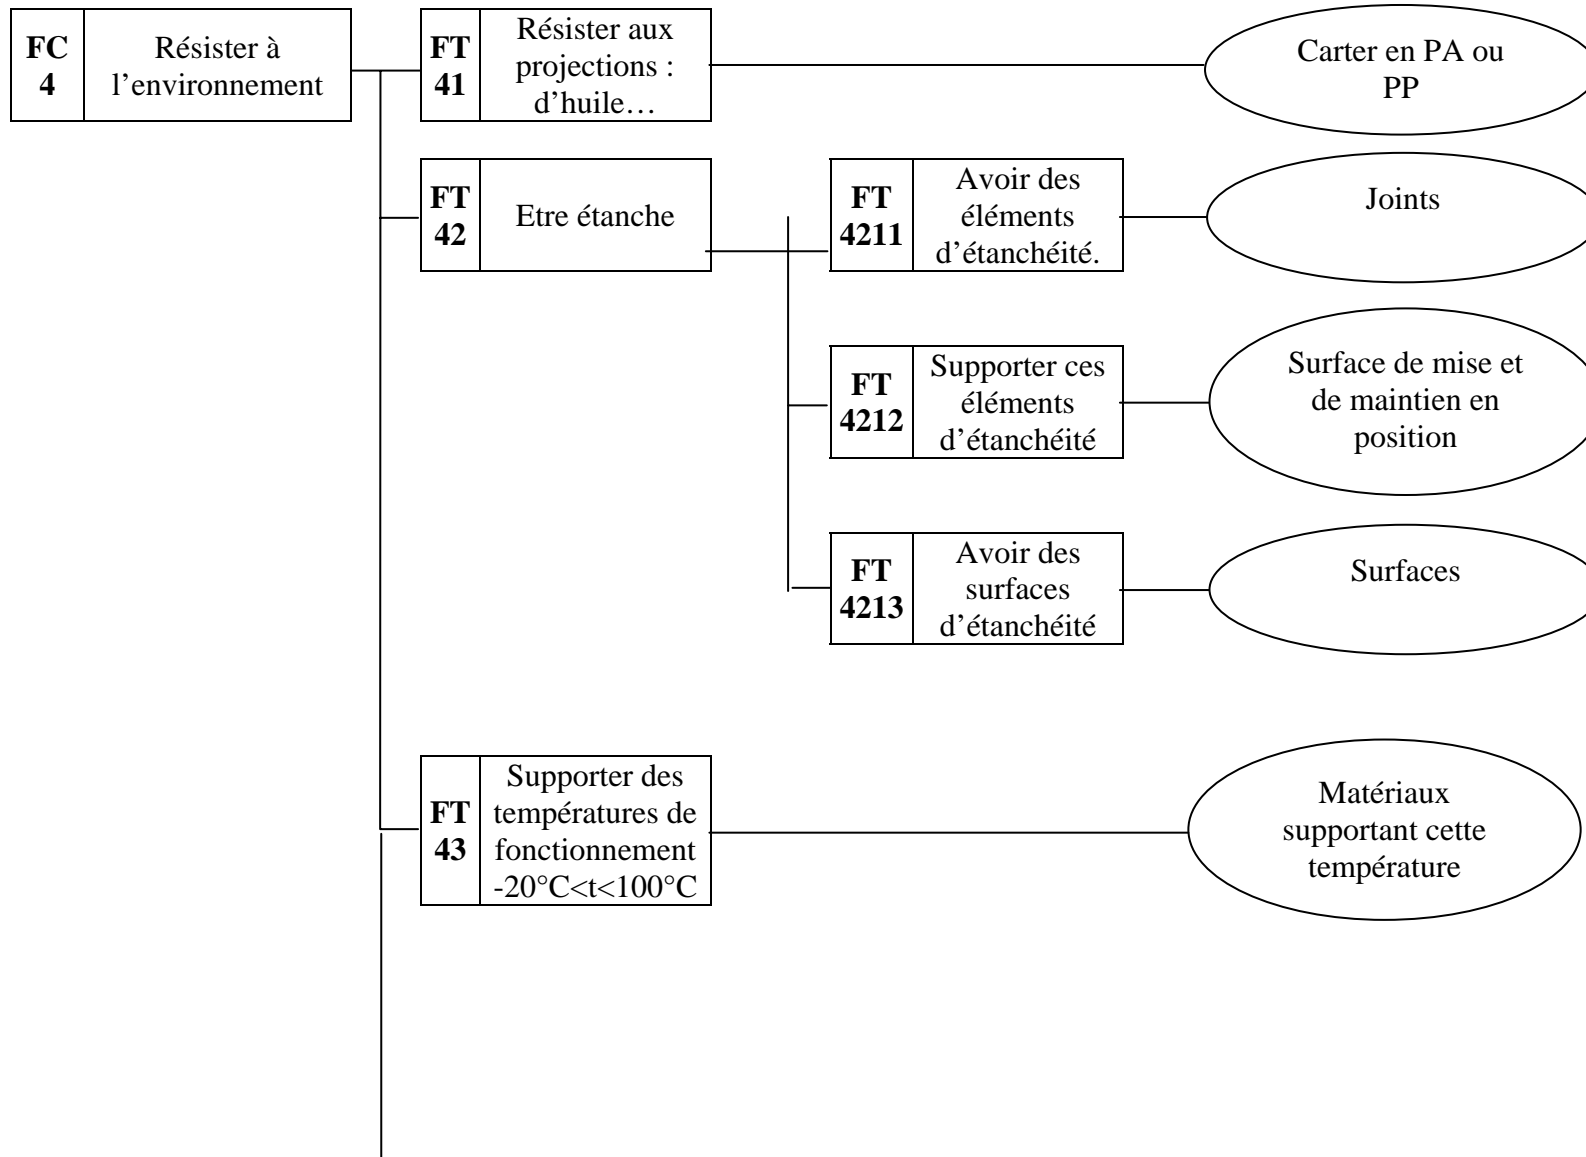 FC
4
Résister à
l’environnement
FT
41
Résister aux
projections :
d’huile…
Carter en PA ou
PP
FT
42
Etre étanche
FT
4211
Avoir des
éléments
d’étanchéité.
Joints
FT
4212
Supporter ces
éléments
d’étanchéité
Surface de mise et
de maintien en
position
FT
4213
Avoir des
surfaces
d’étanchéité
Surfaces
FT
43
Supporter des
températures de
fonctionnement
-20°C<t<100°C
Matériaux
supportant cette
température